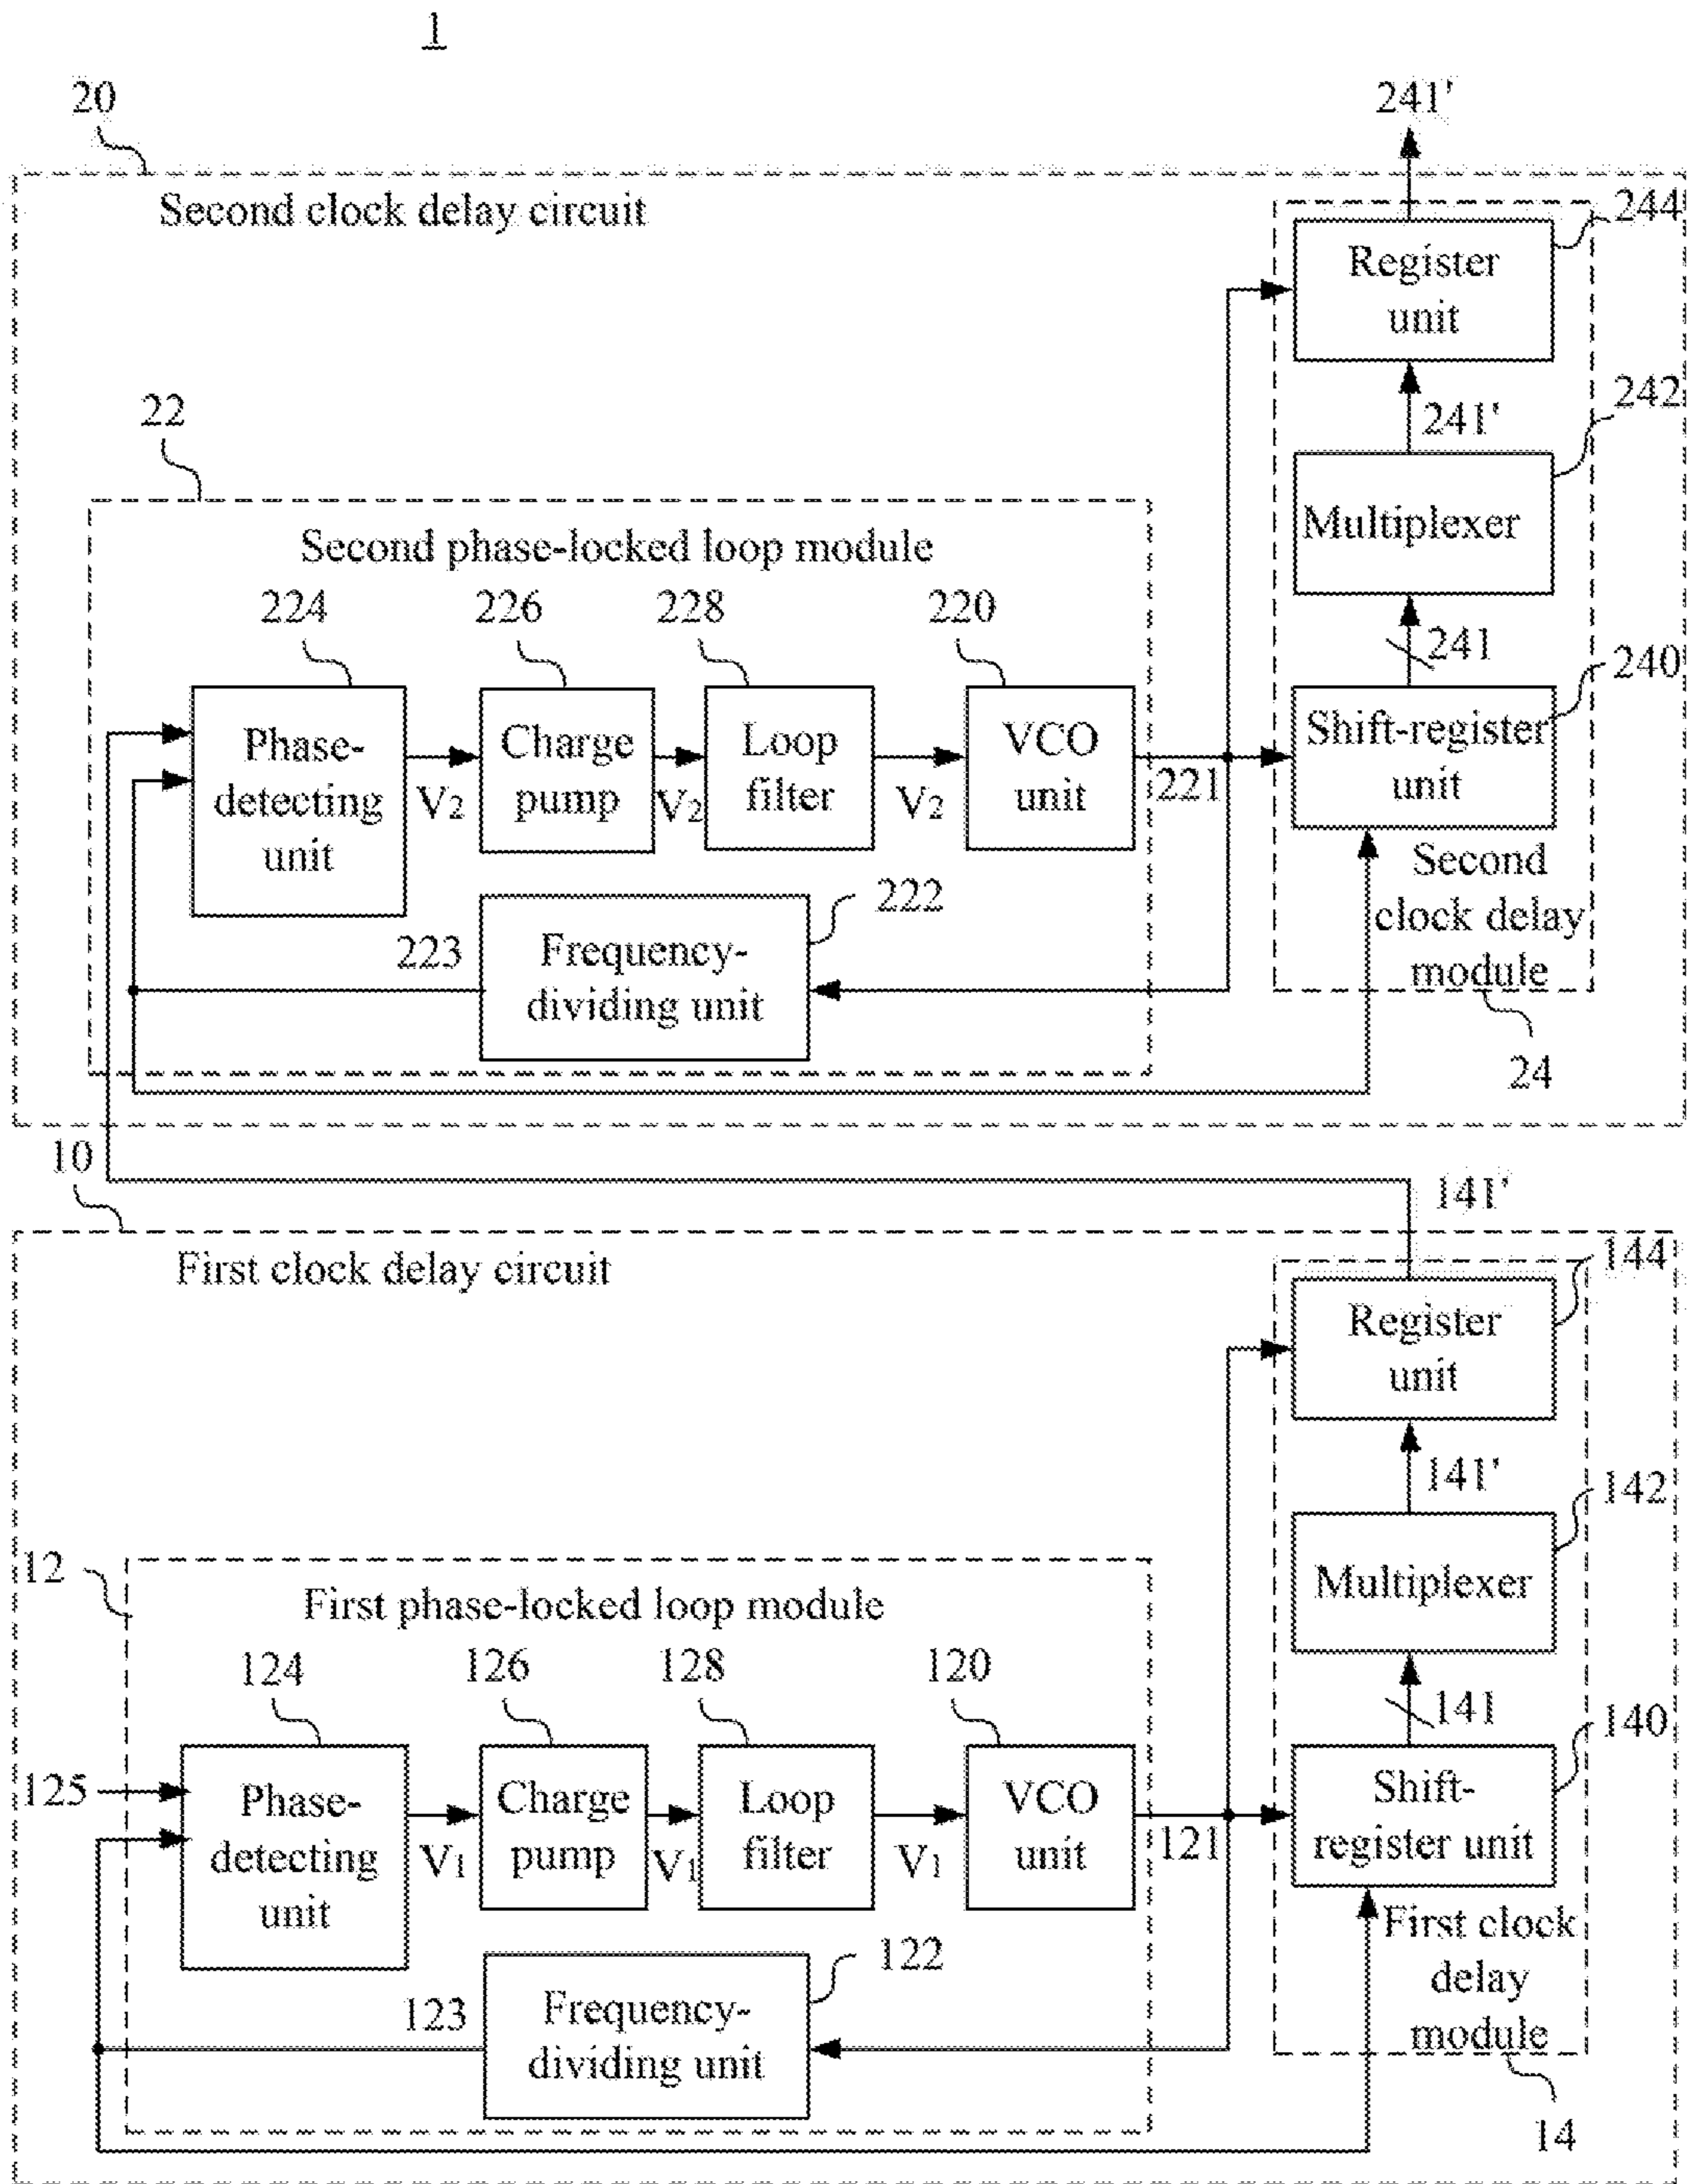 1
20
241'
Second clock delay circuit
244
Register
unit
22
241'
242
Multiplexer
Second phase-locked loop module
224
226
228
220
241
240
Phase-
detecting
unit
V2
Charge
pump
V2
Loop
filter
V2
VCO
unit
221
Shift-register
unit
Second
clock delay
module
222
223
Frequency-
dividing unit
24
10
141'
First clock delay circuit
144
Register
unit
141'
142
Multiplexer
12
First phase-locked loop module
124
126
128
120
141
140
125
Phase-
detecting
unit
V1
Charge
pump
V1
Loop
filter
V1
VCO
unit
121
Shift-
register unit
First clock
delay
module
122
123
Frequency-
dividing unit
14